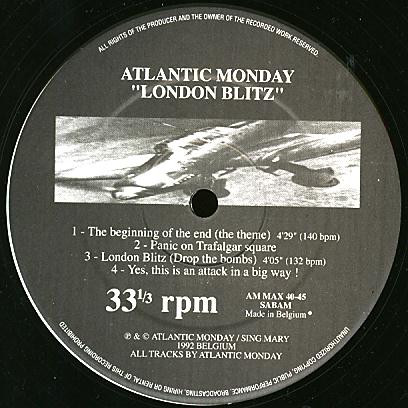 ALL RIGHTS OF THE PRODUCER AND THE OWNER OF THE RECORDED WORK RESERVED.
ATLANTIC MONDAY
"LONDON BLITZ"
1 - The beginning of the end (the theme) 4'29" (140 bpm)
2 - Panic on Trafalgar square
3 - London Blitz (Drop the bombs) 4'05" (132 bpm)
4 - Yes, this is an attack in a big way !
33 1/3 rpm
AM MAX 40-45
SABAM
Made in Belgium
℗ & © ATLANTIC MONDAY / SING MARY
1992 BELGIUM
ALL TRACKS BY ATLANTIC MONDAY
UNAUTHORIZED COPYING, PUBLIC PERFORMANCE, BROADCASTING, HIRING OR RENTAL OF THIS RECORDING PROHIBITED